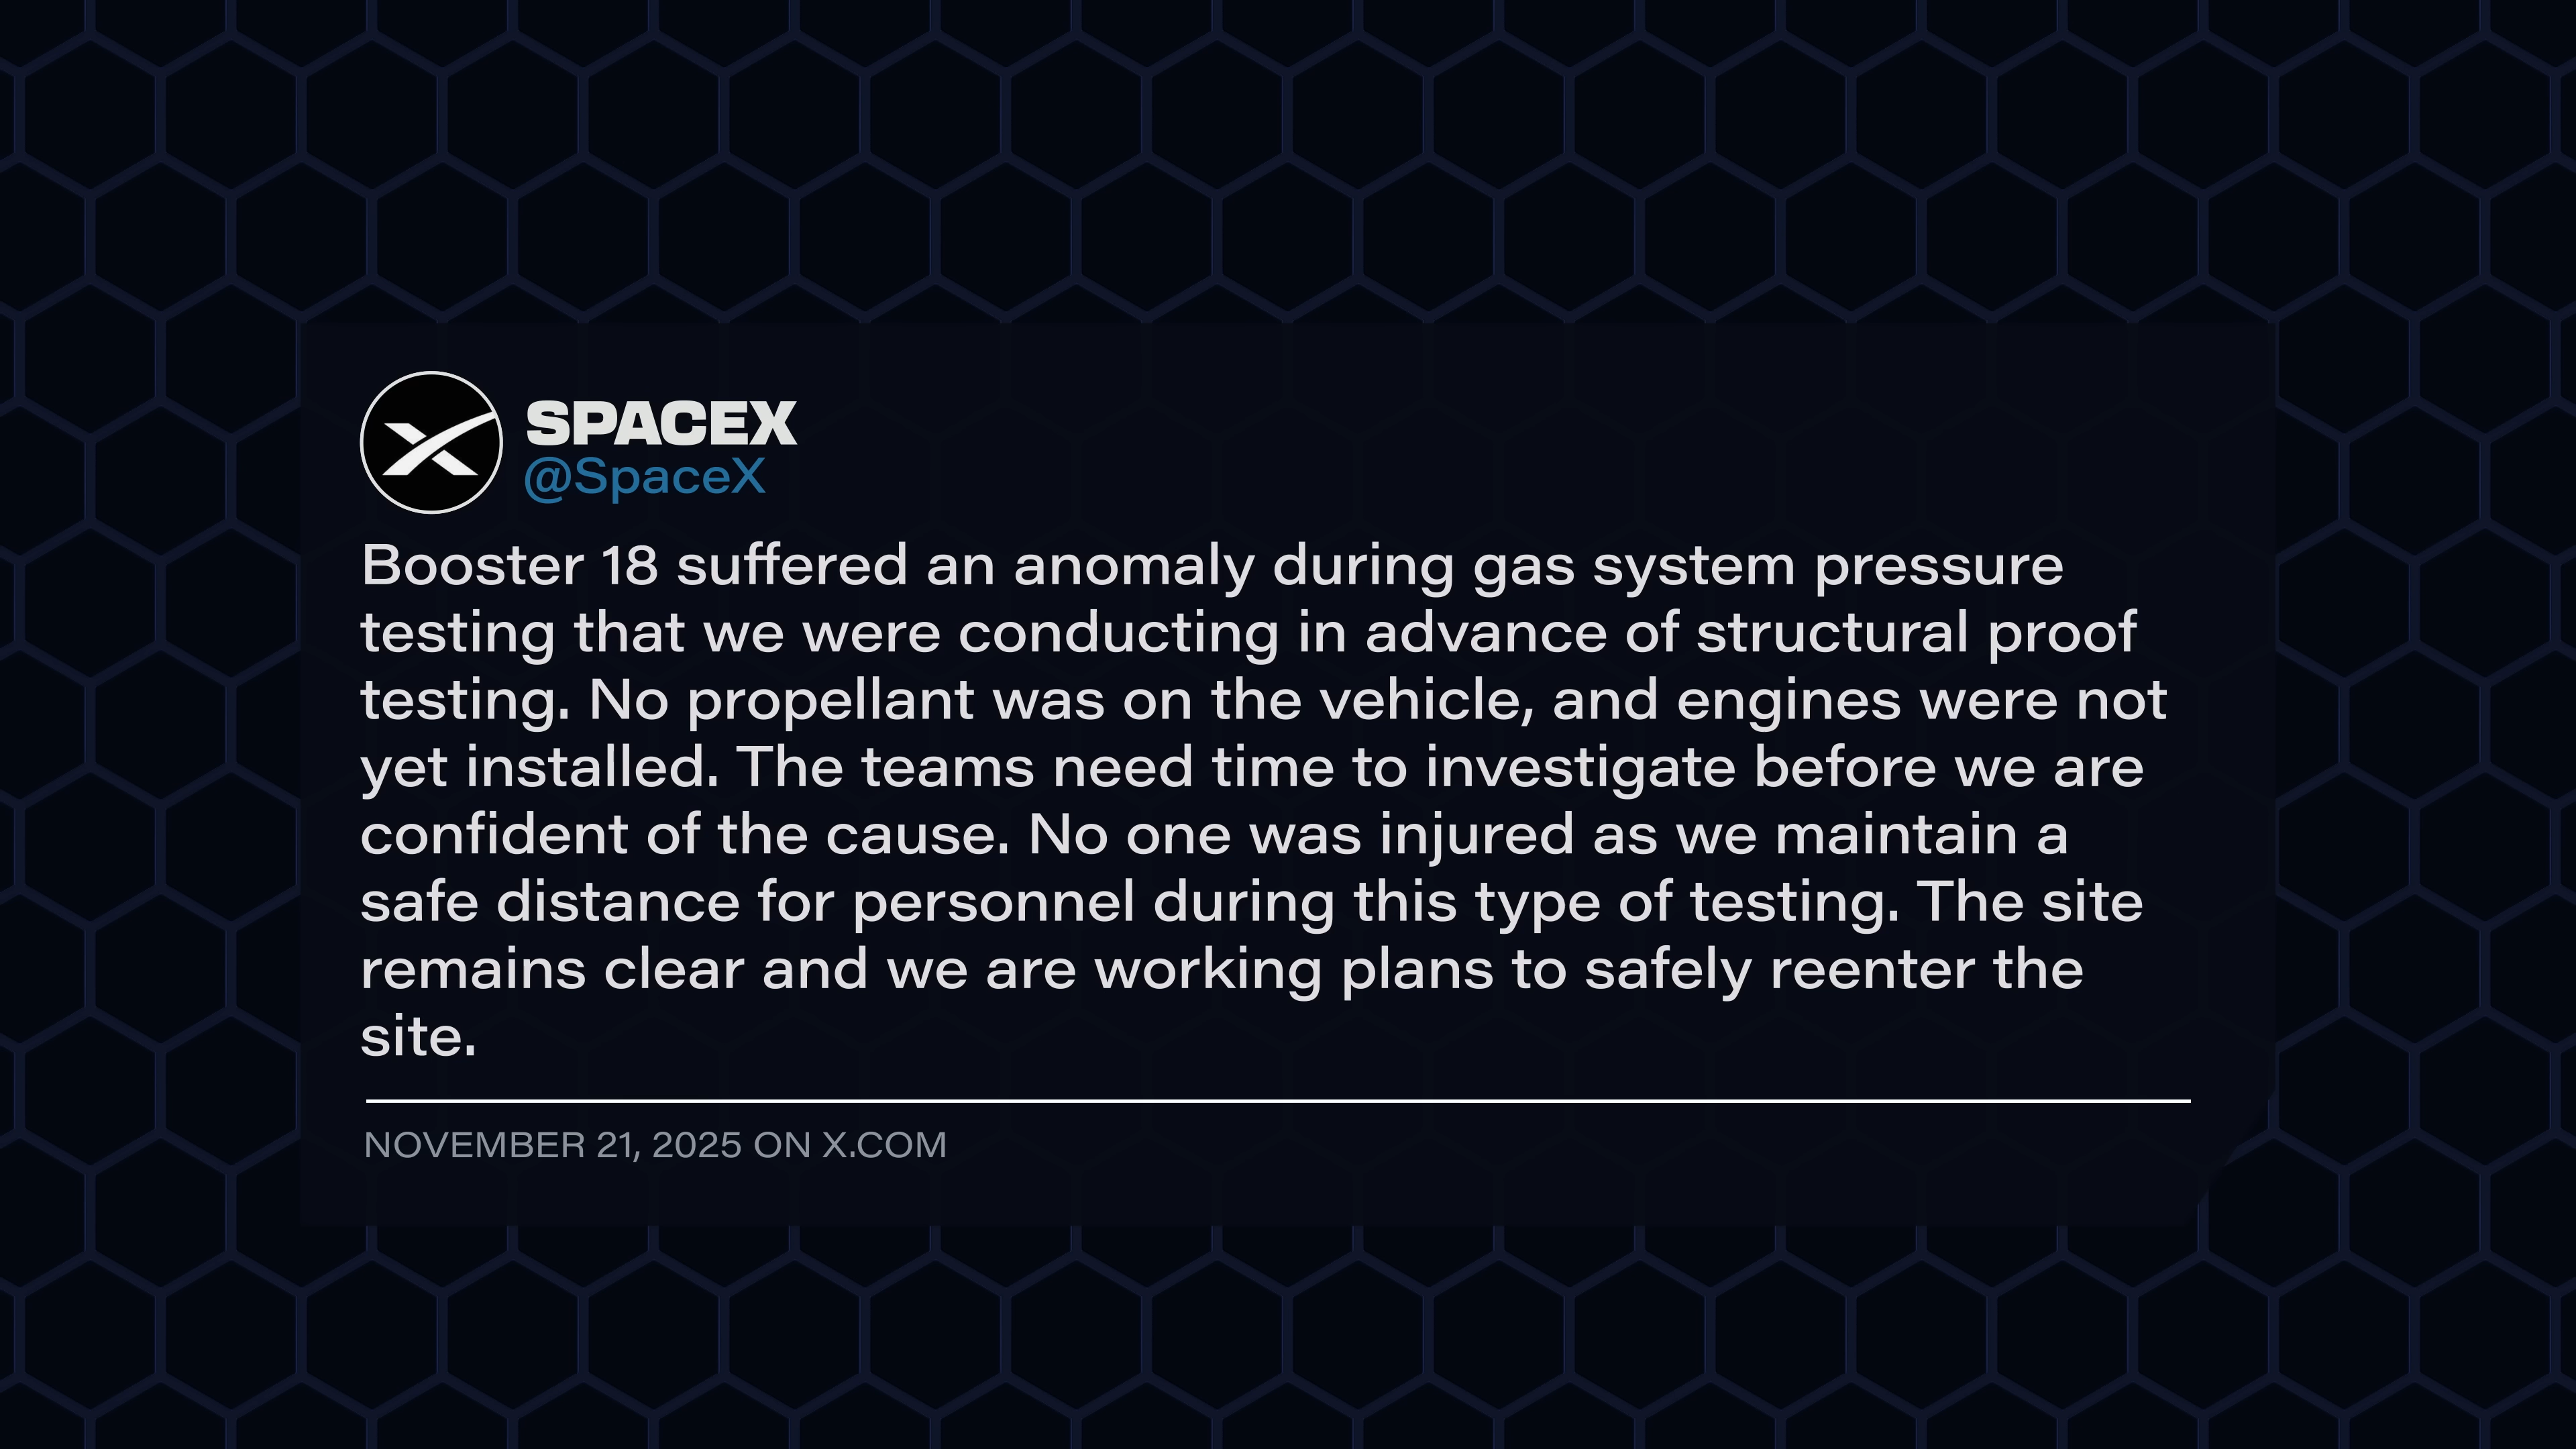 SPACEX
@SpaceX
Booster 18 suffered an anomaly during gas system pressure
testing that we were conducting in advance of structural proof
testing. No propellant was on the vehicle, and engines were not
yet installed. The teams need time to investigate before we are
confident of the cause. No one was injured as we maintain a
safe distance for personnel during this type of testing. The site
remains clear and we are working plans to safely reenter the
site.
NOVEMBER 21, 2025 ON X.COM